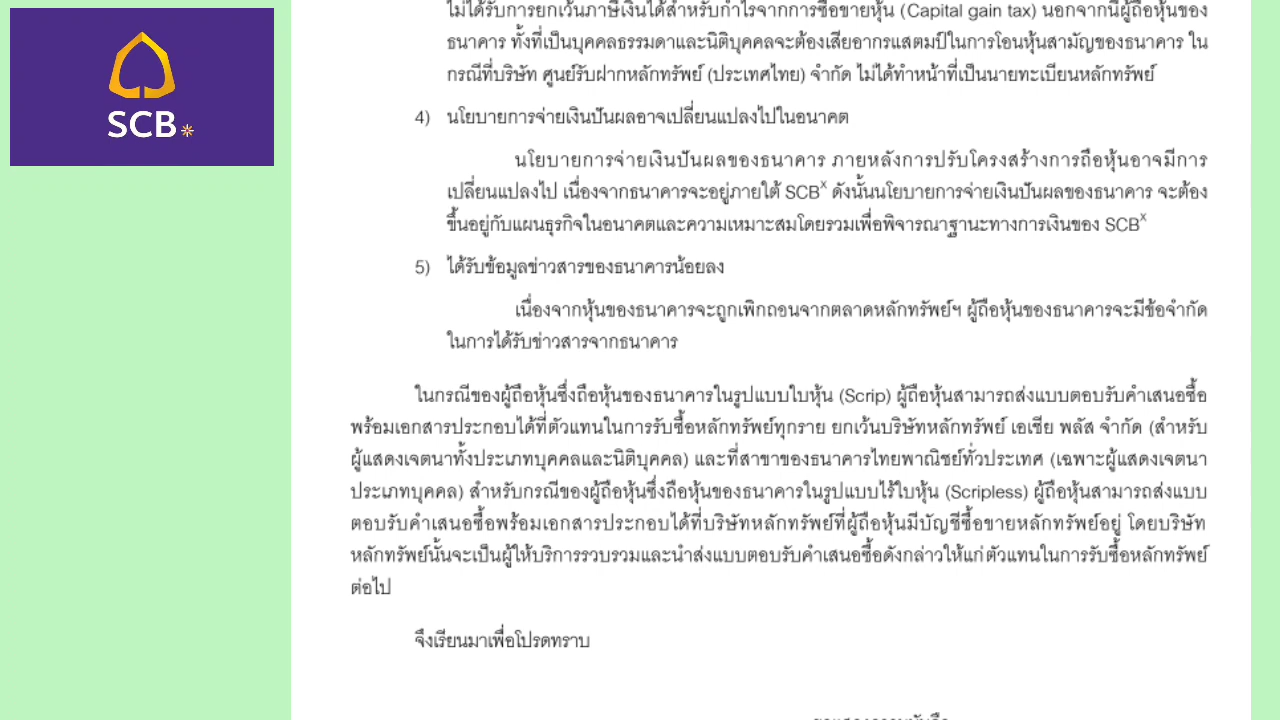 SCB
ไม่ได้รับการยกเว้นภาษีเงินได้สำหรับกำไรจากการซื้อขายหุ้น (Capital gain tax) นอกจากนี้ผู้ถือหุ้นของ
ธนาคาร ทั้งที่เป็นบุคคลธรรมดาและนิติบุคคลจะต้องเสียอากรแสตมป์ในการโอนหุ้นสามัญของธนาคาร ใน
กรณีที่บริษัท ศูนย์รับฝากหลักทรัพย์ (ประเทศไทย) จำกัด ไม่ได้ทำหน้าที่เป็นนายทะเบียนหลักทรัพย์
4) นโยบายการจ่ายเงินปันผลอาจเปลี่ยนแปลงไปในอนาคต
นโยบายการจ่ายเงินปันผลของธนาคาร ภายหลังการปรับโครงสร้างการถือหุ้นอาจมีการ
เปลี่ยนแปลงไป เนื่องจากธนาคารจะอยู่ภายใต้ SCBˣ ดังนั้นนโยบายการจ่ายเงินปันผลของธนาคาร จะต้อง
ขึ้นอยู่กับแผนธุรกิจในอนาคตและความเหมาะสมโดยรวมเพื่อพิจารณาฐานะทางการเงินของ SCBˣ
5) ได้รับข้อมูลข่าวสารของธนาคารน้อยลง
เนื่องจากหุ้นของธนาคารจะถูกเพิกถอนจากตลาดหลักทรัพย์ฯ ผู้ถือหุ้นของธนาคารจะมีข้อจำกัด
ในการได้รับข่าวสารจากธนาคาร
ในกรณีของผู้ถือหุ้นซึ่งถือหุ้นของธนาคารในรูปแบบใบหุ้น (Scrip) ผู้ถือหุ้นสามารถส่งแบบตอบรับคำเสนอซื้อ
พร้อมเอกสารประกอบได้ที่ตัวแทนในการรับซื้อหลักทรัพย์ทุกราย ยกเว้นบริษัทหลักทรัพย์ เอเซีย พลัส จำกัด (สำหรับ
ผู้แสดงเจตนาทั้งประเภทบุคคลและนิติบุคคล) และที่สาขาของธนาคารไทยพาณิชย์ทั่วประเทศ (เฉพาะผู้แสดงเจตนา
ประเภทบุคคล) สำหรับกรณีของผู้ถือหุ้นซึ่งถือหุ้นของธนาคารในรูปแบบไร้ใบหุ้น (Scripless) ผู้ถือหุ้นสามารถส่งแบบ
ตอบรับคำเสนอซื้อพร้อมเอกสารประกอบได้ที่บริษัทหลักทรัพย์ที่ผู้ถือหุ้นมีบัญชีซื้อขายหลักทรัพย์อยู่ โดยบริษัท
หลักทรัพย์นั้นจะเป็นผู้ให้บริการรวบรวมและนำส่งแบบตอบรับคำเสนอซื้อดังกล่าวให้แก่ตัวแทนในการรับซื้อหลักทรัพย์
ต่อไป
จึงเรียนมาเพื่อโปรดทราบ